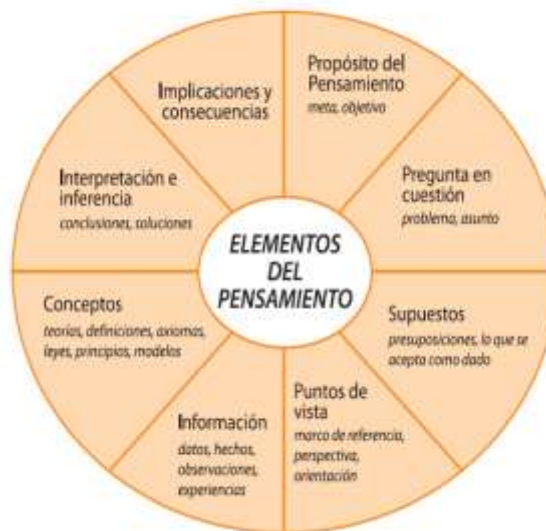 Propósito del
Pensamiento
meta, objetivo
Pregunta en
cuestión
problema, asunto
Supuestos
presuposiciones, lo que se
acepta como dado
Puntos de
vista
marco de referencia,
perspectiva,
orientación
Información
datos, hechos,
observaciones,
experiencias
Conceptos
teorías, definiciones, axiomas,
leyes, principios, modelos
Interpretación e
inferencia
conclusiones, soluciones
Implicaciones y
consecuencias
ELEMENTOS
DEL
PENSAMIENTO